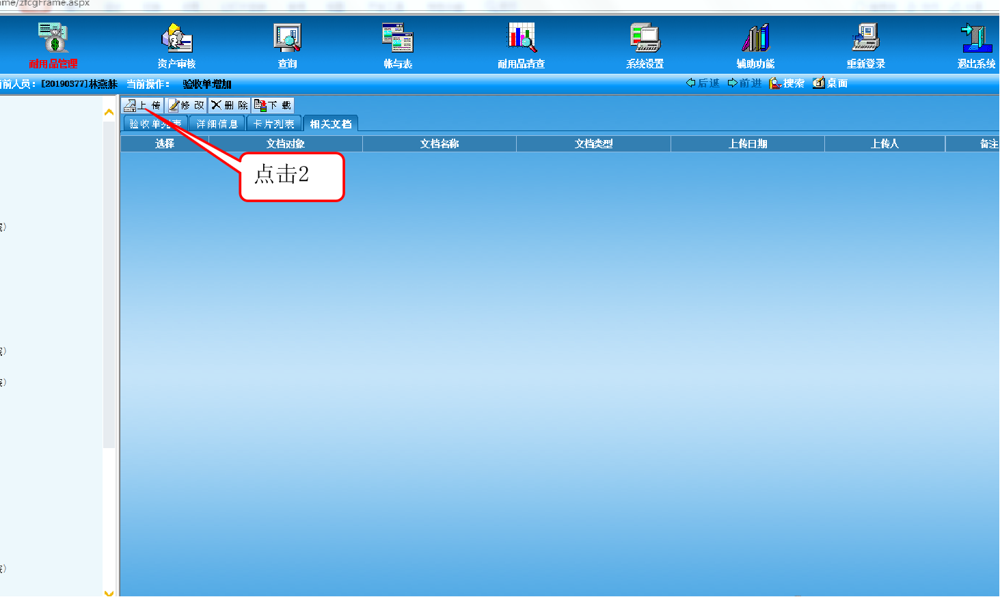 me/zfcgFrame.aspx
耐用品管理 资产审核 查询 帐与表 耐用品清查 系统设置 辅助功能 重新登录 退出系统
前人员：[20190377]林燕妹 当前操作： 验收单增加 后退 前进 搜索 桌面
上 传 修 改 删 除 下 载
验收单列表 详细信息 卡片列表 相关文档
选择 文档对象 文档名称 文档类型 上传日期 上传人 备注
点击2
院）
院）
院）
院）